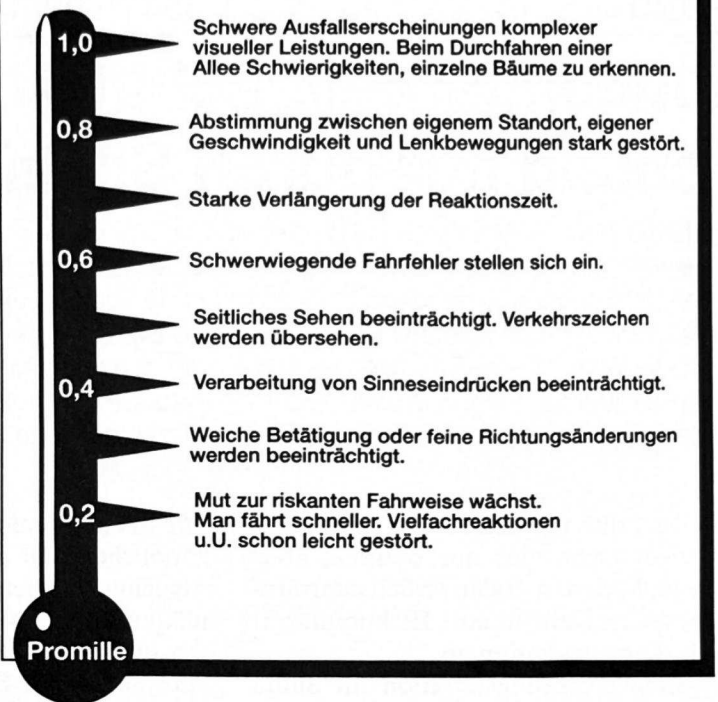 1,0
Schwere Ausfallserscheinungen komplexer
visueller Leistungen. Beim Durchfahren einer
Allee Schwierigkeiten, einzelne Bäume zu erkennen.
0,8
Abstimmung zwischen eigenem Standort, eigener
Geschwindigkeit und Lenkbewegungen stark gestört.
Starke Verlängerung der Reaktionszeit.
0,6
Schwerwiegende Fahrfehler stellen sich ein.
Seitliches Sehen beeinträchtigt. Verkehrszeichen
werden übersehen.
0,4
Verarbeitung von Sinneseindrücken beeinträchtigt.
Weiche Betätigung oder feine Richtungsänderungen
werden beeinträchtigt.
0,2
Mut zur riskanten Fahrweise wächst.
Man fährt schneller. Vielfachreaktionen
u.U. schon leicht gestört.
Promille